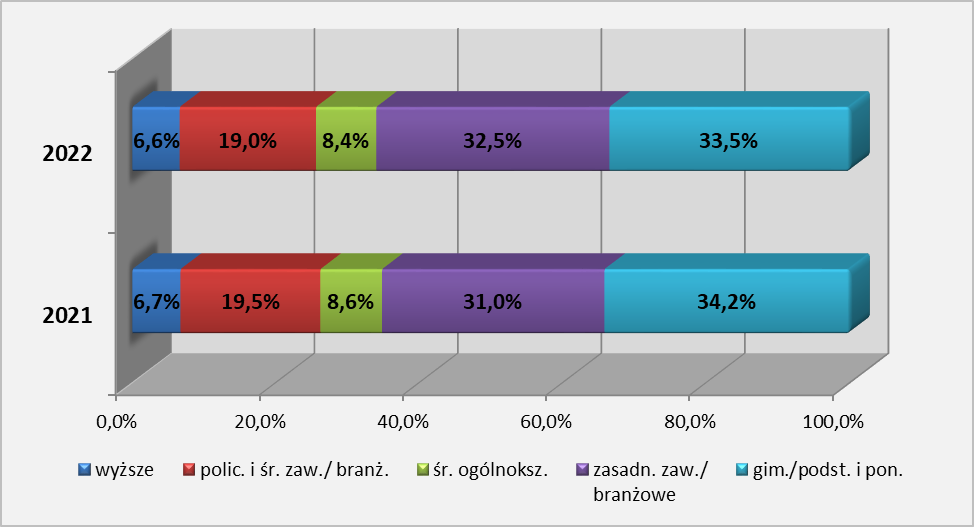 2022
6,6% 19,0% 8,4% 32,5% 33,5%
2021
6,7% 19,5% 8,6% 31,0% 34,2%
0,0% 20,0% 40,0% 60,0% 80,0% 100,0%
wyższe polic. i śr. zaw./ branż. śr. ogólnoksz. zasadn. zaw./ gim./podst. i pon.
branżowe